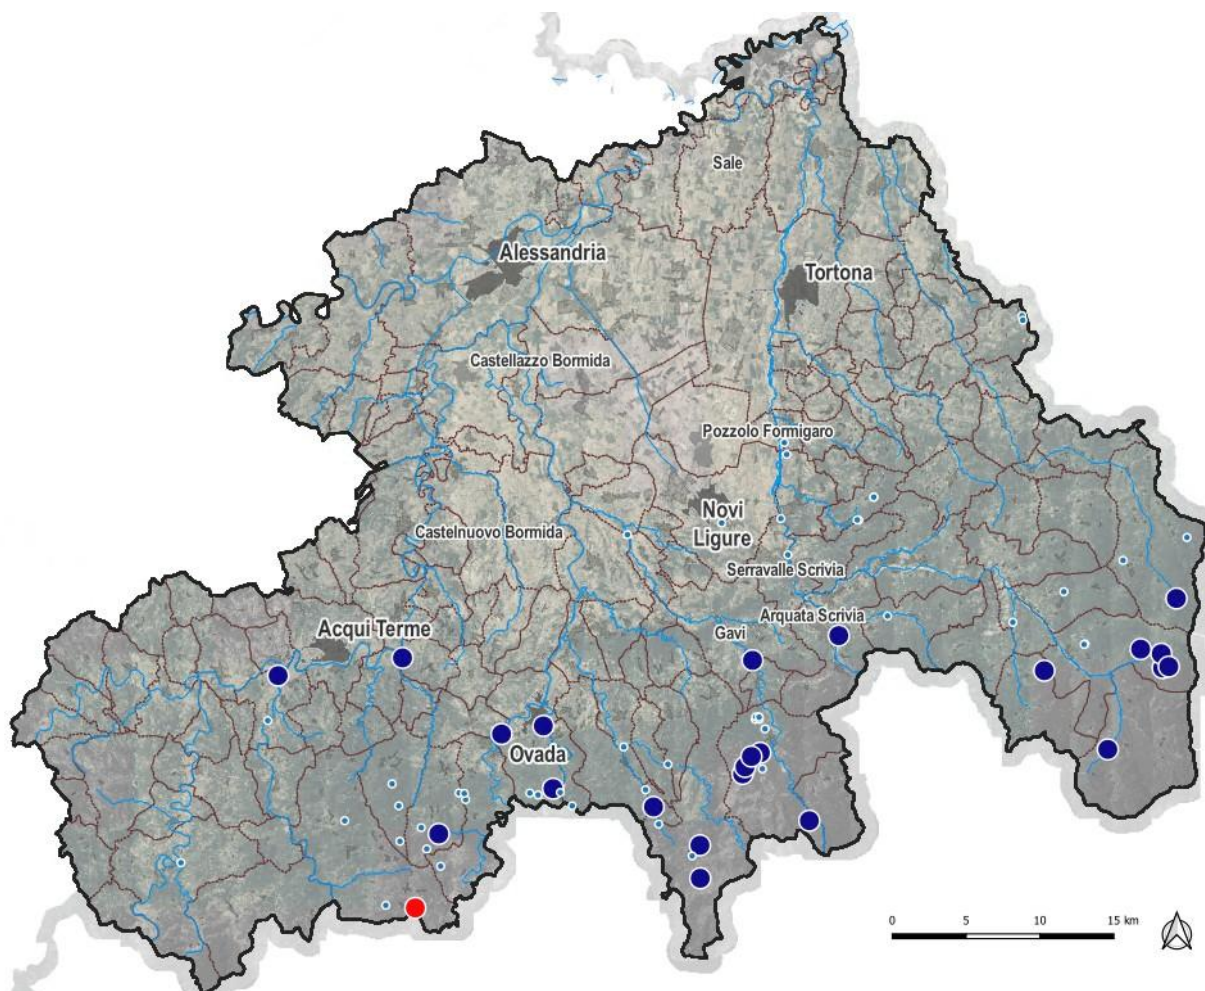 Sale
Alessandria
Tortona
Castellazzo Bormida
Pozzolo Formigaro
Novi
Ligure
Castelnuovo Bormida
Serravalle Scrivia
Arquata Scrivia
Acqui Terme
Gavi
Ovada
0 5 10 15 km